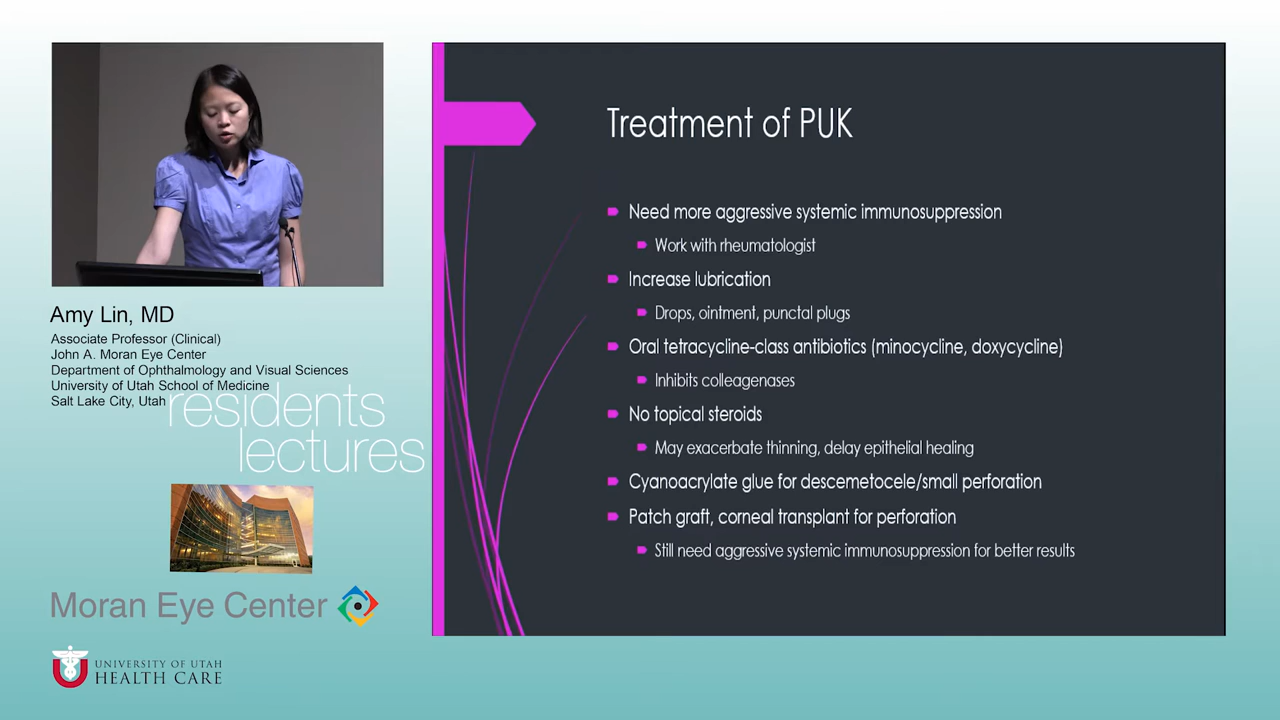 Treatment of PUK
Need more aggressive systemic immunosuppression
Work with rheumatologist
Increase lubrication
Drops, ointment, punctal plugs
Oral tetracycline-class antibiotics (minocycline, doxycycline)
Inhibits colleagenases
No topical steroids
May exacerbate thinning, delay epithelial healing
Cyanoacrylate glue for descemetocele/small perforation
Patch graft, corneal transplant for perforation
Still need aggressive systemic immunosuppression for better results
Amy Lin, MD
Associate Professor (Clinical)
John A. Moran Eye Center
Department of Ophthalmology and Visual Sciences
University of Utah School of Medicine
Salt Lake City, Utah
residents
lectures
Moran Eye Center
UNIVERSITY OF UTAH
HEALTH CARE